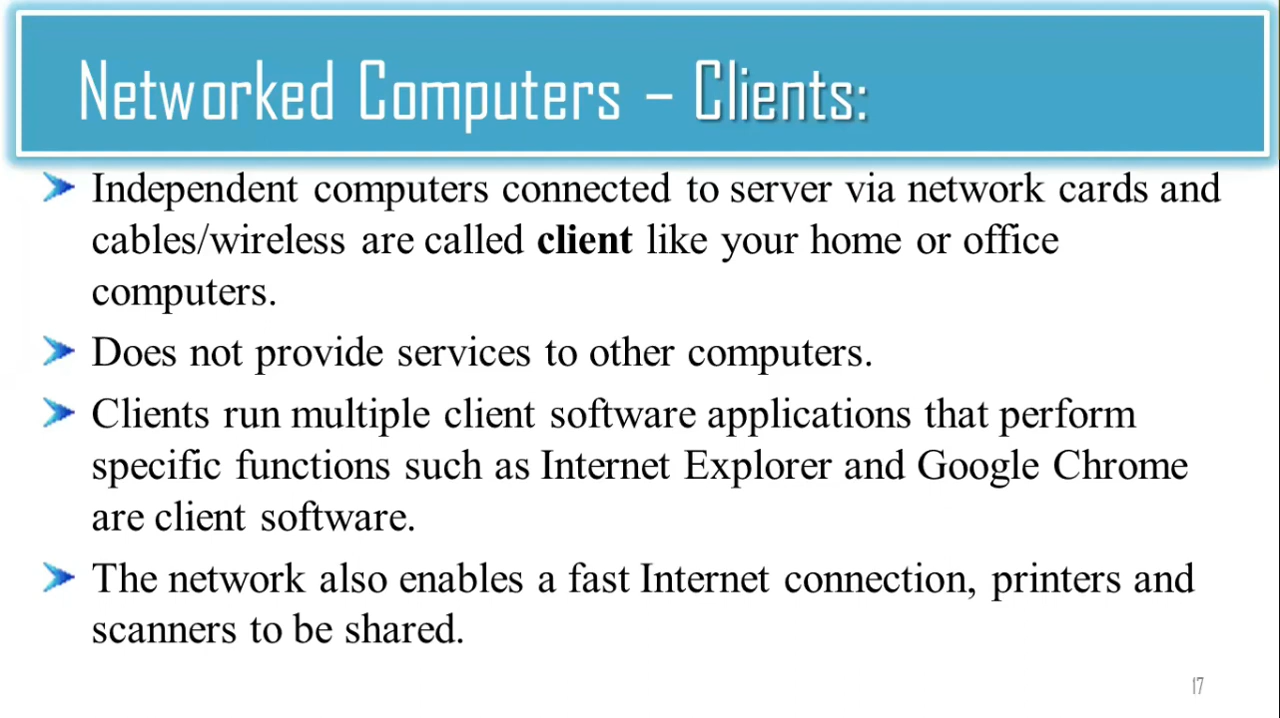 Networked Computers – Clients:
Independent computers connected to server via network cards and
cables/wireless are called client like your home or office
computers.
Does not provide services to other computers.
Clients run multiple client software applications that perform
specific functions such as Internet Explorer and Google Chrome
are client software.
The network also enables a fast Internet connection, printers and
scanners to be shared.
17